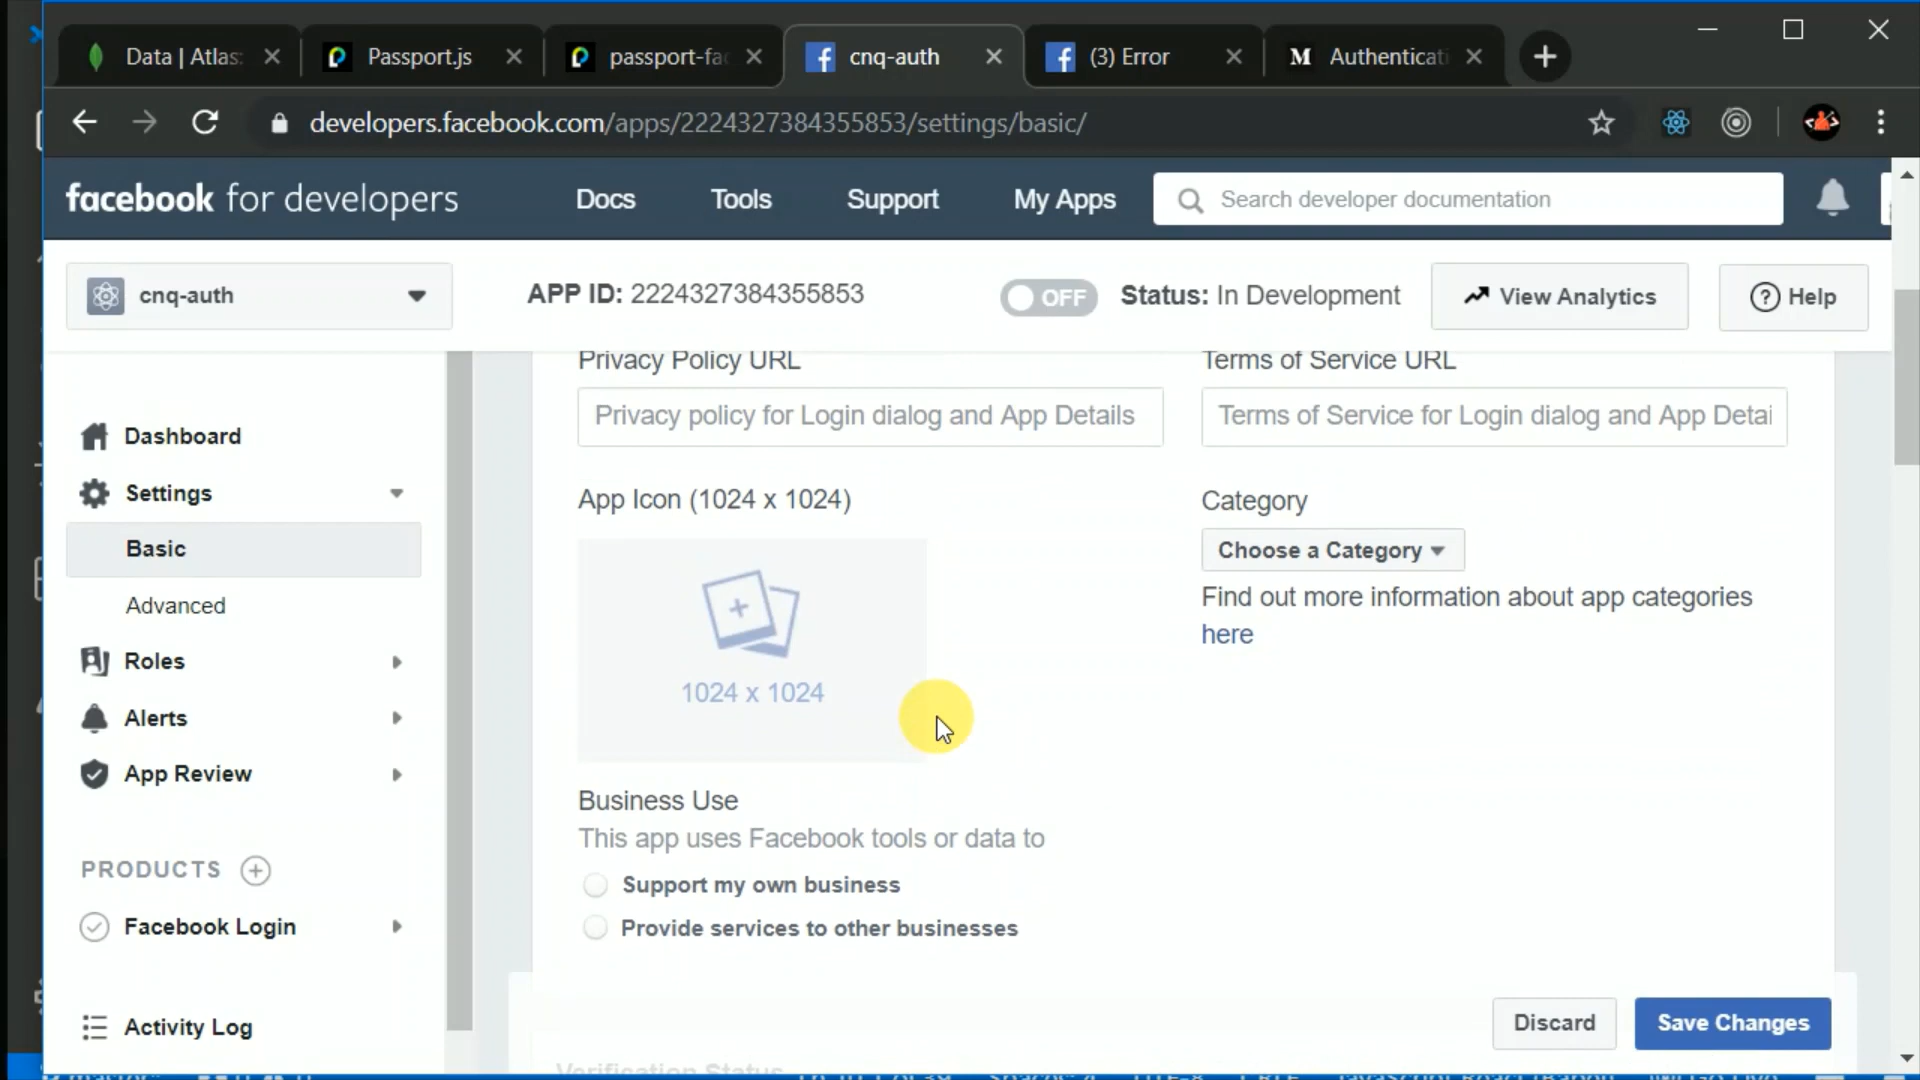 Data | Atlas:
Passport.js
passport-fac
cnq-auth
(3) Error
M
Authenticati
developers.facebook.com/apps/2224327384355853/settings/basic/
facebook for developers
Docs
Tools
Support
My Apps
Search developer documentation
cnq-auth
APP ID: 2224327384355853
OFF
Status: In Development
View Analytics
Help
Privacy Policy URL
Terms of Service URL
Privacy policy for Login dialog and App Details
Terms of Service for Login dialog and App Detai
Dashboard
Settings
Basic
Advanced
Roles
Alerts
App Review
PRODUCTS
Facebook Login
Activity Log
App Icon (1024 x 1024)
1024 x 1024
Category
Choose a Category
Find out more information about app categories
here
Business Use
This app uses Facebook tools or data to
Support my own business
Provide services to other businesses
Discard
Save Changes
Verification Status